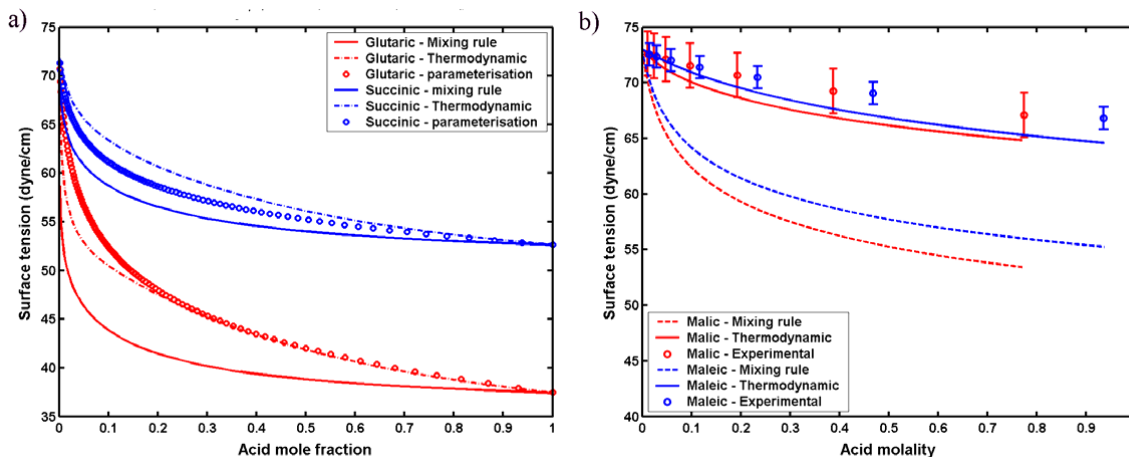 a)
75
70
65
60
55
50
45
40
35
Surface tension (dyne/cm)
0 0.1 0.2 0.3 0.4 0.5 0.6 0.7 0.8 0.9 1
Acid mole fraction
Glutaric - Mixing rule
Glutaric - Thermodynamic
Glutaric - parameterisation
Succinic - mixing rule
Succinic - Thermodynamic
Succinic - parameterisation
b)
75
70
65
60
55
50
45
40
Surface tension (dyne/cm)
0 0.1 0.2 0.3 0.4 0.5 0.6 0.7 0.8 0.9
Acid molality
Malic - Mixing rule
Malic - Thermodynamic
Malic - Experimental
Maleic - Mixing rule
Maleic - Thermodynamic
Maleic - Experimental